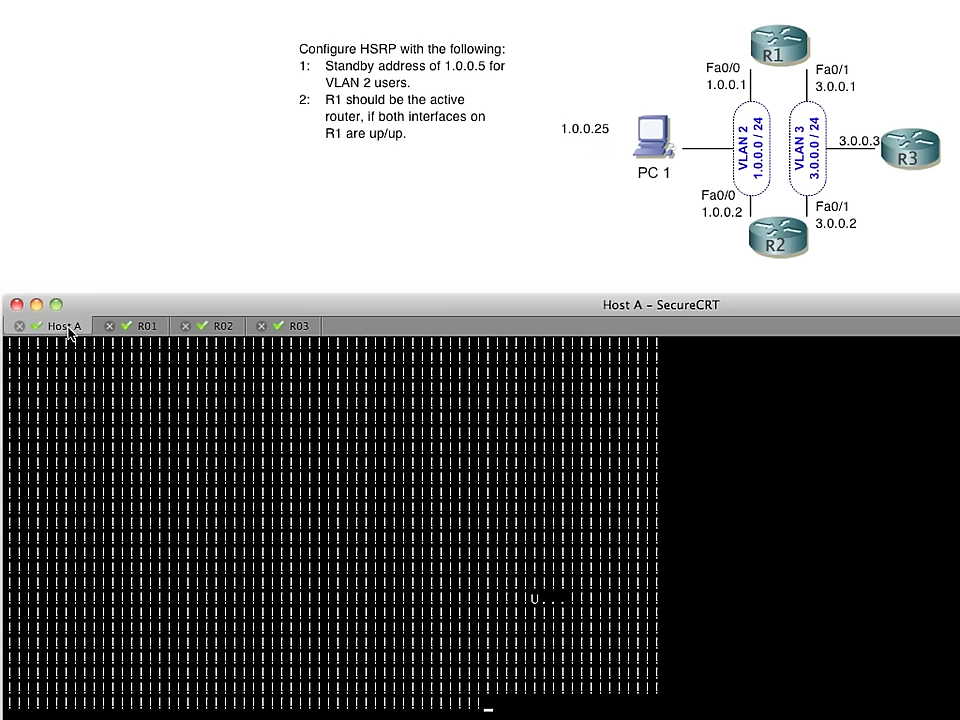 Configure HSRP with the following:
1: Standby address of 1.0.0.5 for
VLAN 2 users.
2: R1 should be the active
router, if both interfaces on
R1 are up/up.
R1
Fa0/0
1.0.0.1
Fa0/1
3.0.0.1
1.0.0.25
PC 1
VLAN 2
1.0.0.0 / 24
VLAN 3
3.0.0.0 / 24
3.0.0.3
R3
Fa0/0
1.0.0.2
Fa0/1
3.0.0.2
R2
Host A – SecureCRT
Host A
R01
R02
R03
U...